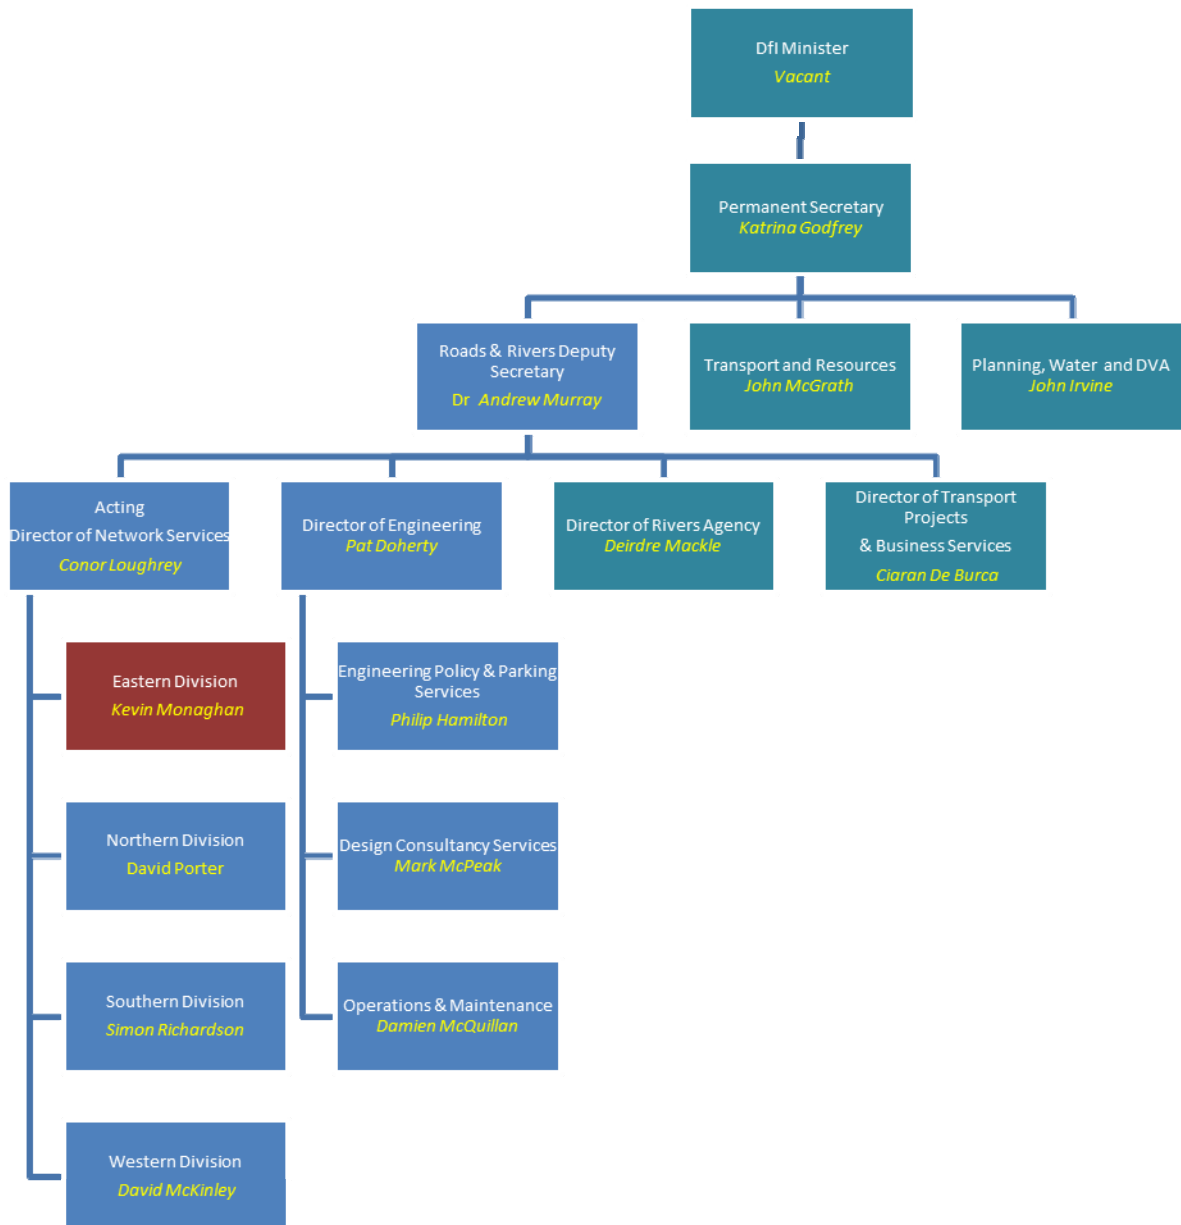 DfI Minister
Vacant
Permanent Secretary
Katrina Godfrey
Roads & Rivers Deputy
Secretary
Dr Andrew Murray
Transport and Resources
John McGrath
Planning, Water and DVA
John Irvine
Acting
Director of Network Services
Conor Loughrey
Director of Engineering
Pat Doherty
Director of Rivers Agency
Deirdre Mackle
Director of Transport
Projects
& Business Services
Ciaran De Burca
Eastern Division
Kevin Monaghan
Engineering Policy & Parking
Services
Philip Hamilton
Northern Division
David Porter
Design Consultancy Services
Mark McPeak
Southern Division
Simon Richardson
Operations & Maintenance
Damien McQuillan
Western Division
David McKinley